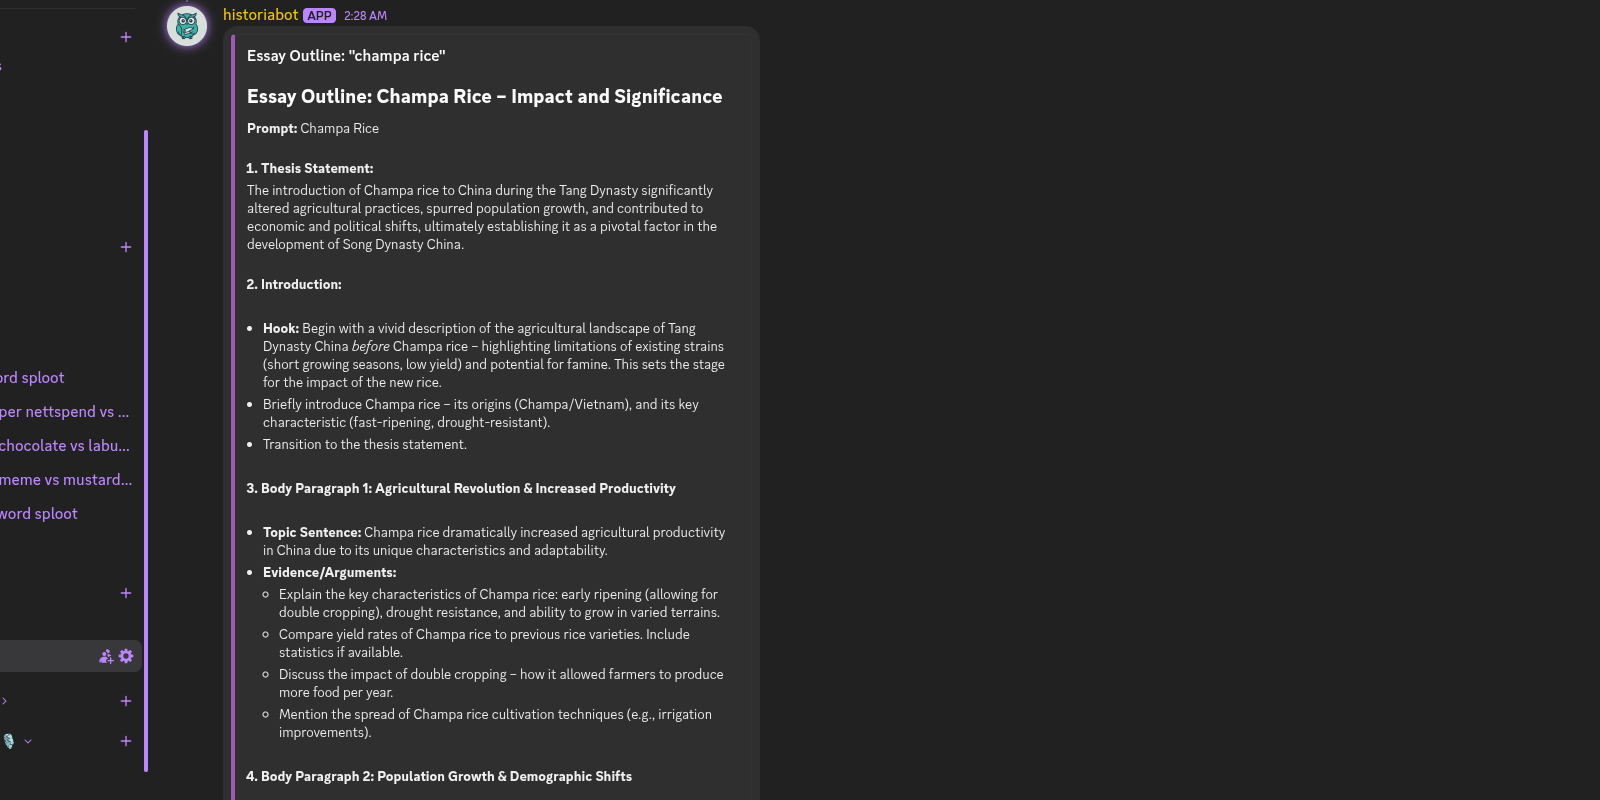 historiabot APP 2:28 AM
Essay Outline: "champa rice"
Essay Outline: Champa Rice – Impact and Significance
Prompt: Champa Rice
1. Thesis Statement:
The introduction of Champa rice to China during the Tang Dynasty significantly
altered agricultural practices, spurred population growth, and contributed to
economic and political shifts, ultimately establishing it as a pivotal factor in the
development of Song Dynasty China.
2. Introduction:
• Hook: Begin with a vivid description of the agricultural landscape of Tang
Dynasty China before Champa rice – highlighting limitations of existing strains
(short growing seasons, low yield) and potential for famine. This sets the stage
for the impact of the new rice.
• Briefly introduce Champa rice – its origins (Champa/Vietnam), and its key
characteristic (fast-ripening, drought-resistant).
• Transition to the thesis statement.
3. Body Paragraph 1: Agricultural Revolution & Increased Productivity
• Topic Sentence: Champa rice dramatically increased agricultural productivity
in China due to its unique characteristics and adaptability.
• Evidence/Arguments:
◦ Explain the key characteristics of Champa rice: early ripening (allowing for
double cropping), drought resistance, and ability to grow in varied terrains.
◦ Compare yield rates of Champa rice to previous rice varieties. Include
statistics if available.
◦ Discuss the impact of double cropping – how it allowed farmers to produce
more food per year.
◦ Mention the spread of Champa rice cultivation techniques (e.g., irrigation
improvements).
4. Body Paragraph 2: Population Growth & Demographic Shifts
s
ord sploot
per nettspend vs ...
chocolate vs labu...
meme vs mustard...
word sploot